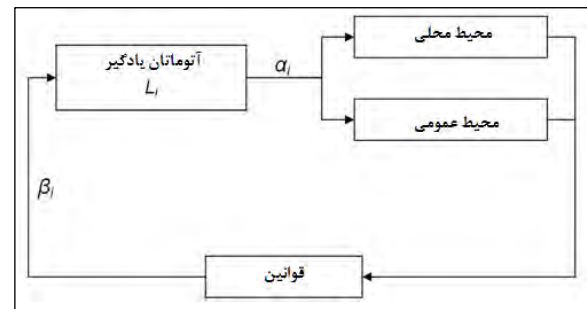 آتوماتان یادگیر
Li
αi
محیط محلی
محیط عمومی
βi
قوانین